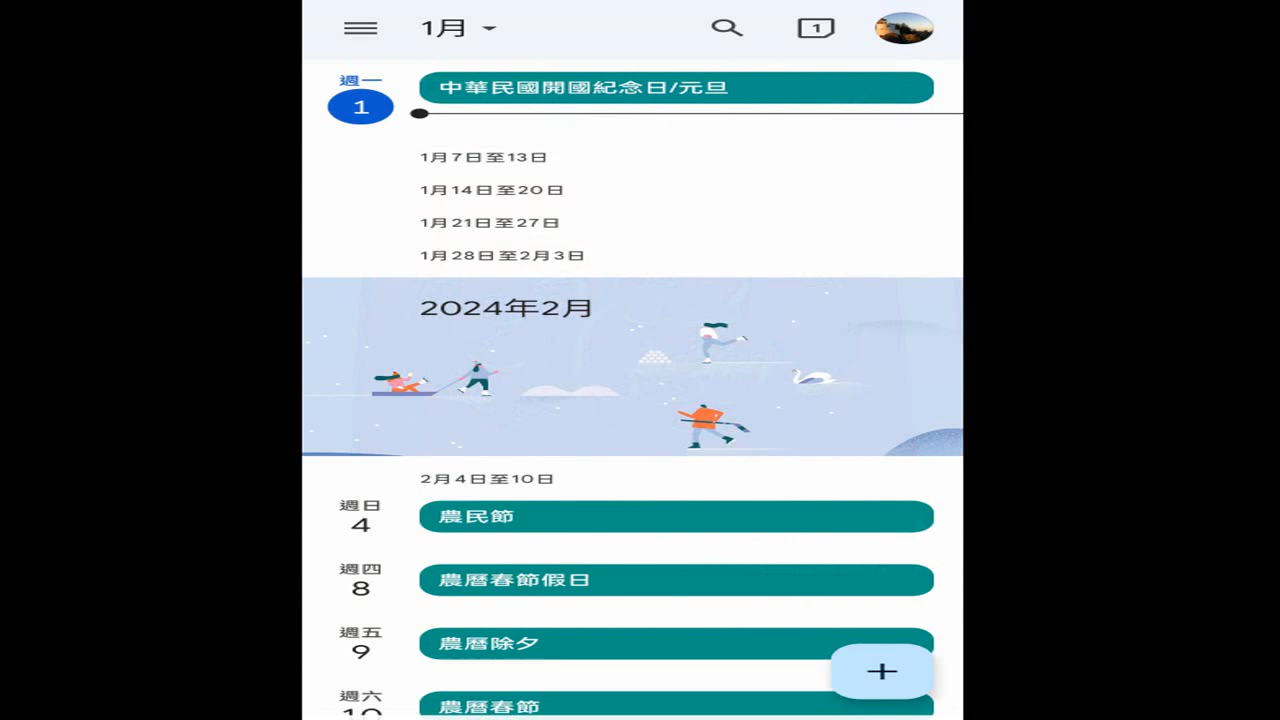 1月
1
週一
1
中華民國開國紀念日/元旦
1月7日至13日
1月14日至20日
1月21日至27日
1月28日至2月3日
2024年2月
2月4日至10日
週日
4
農民節
週四
8
農曆春節假日
週五
9
農曆除夕
週六
10
農曆春節